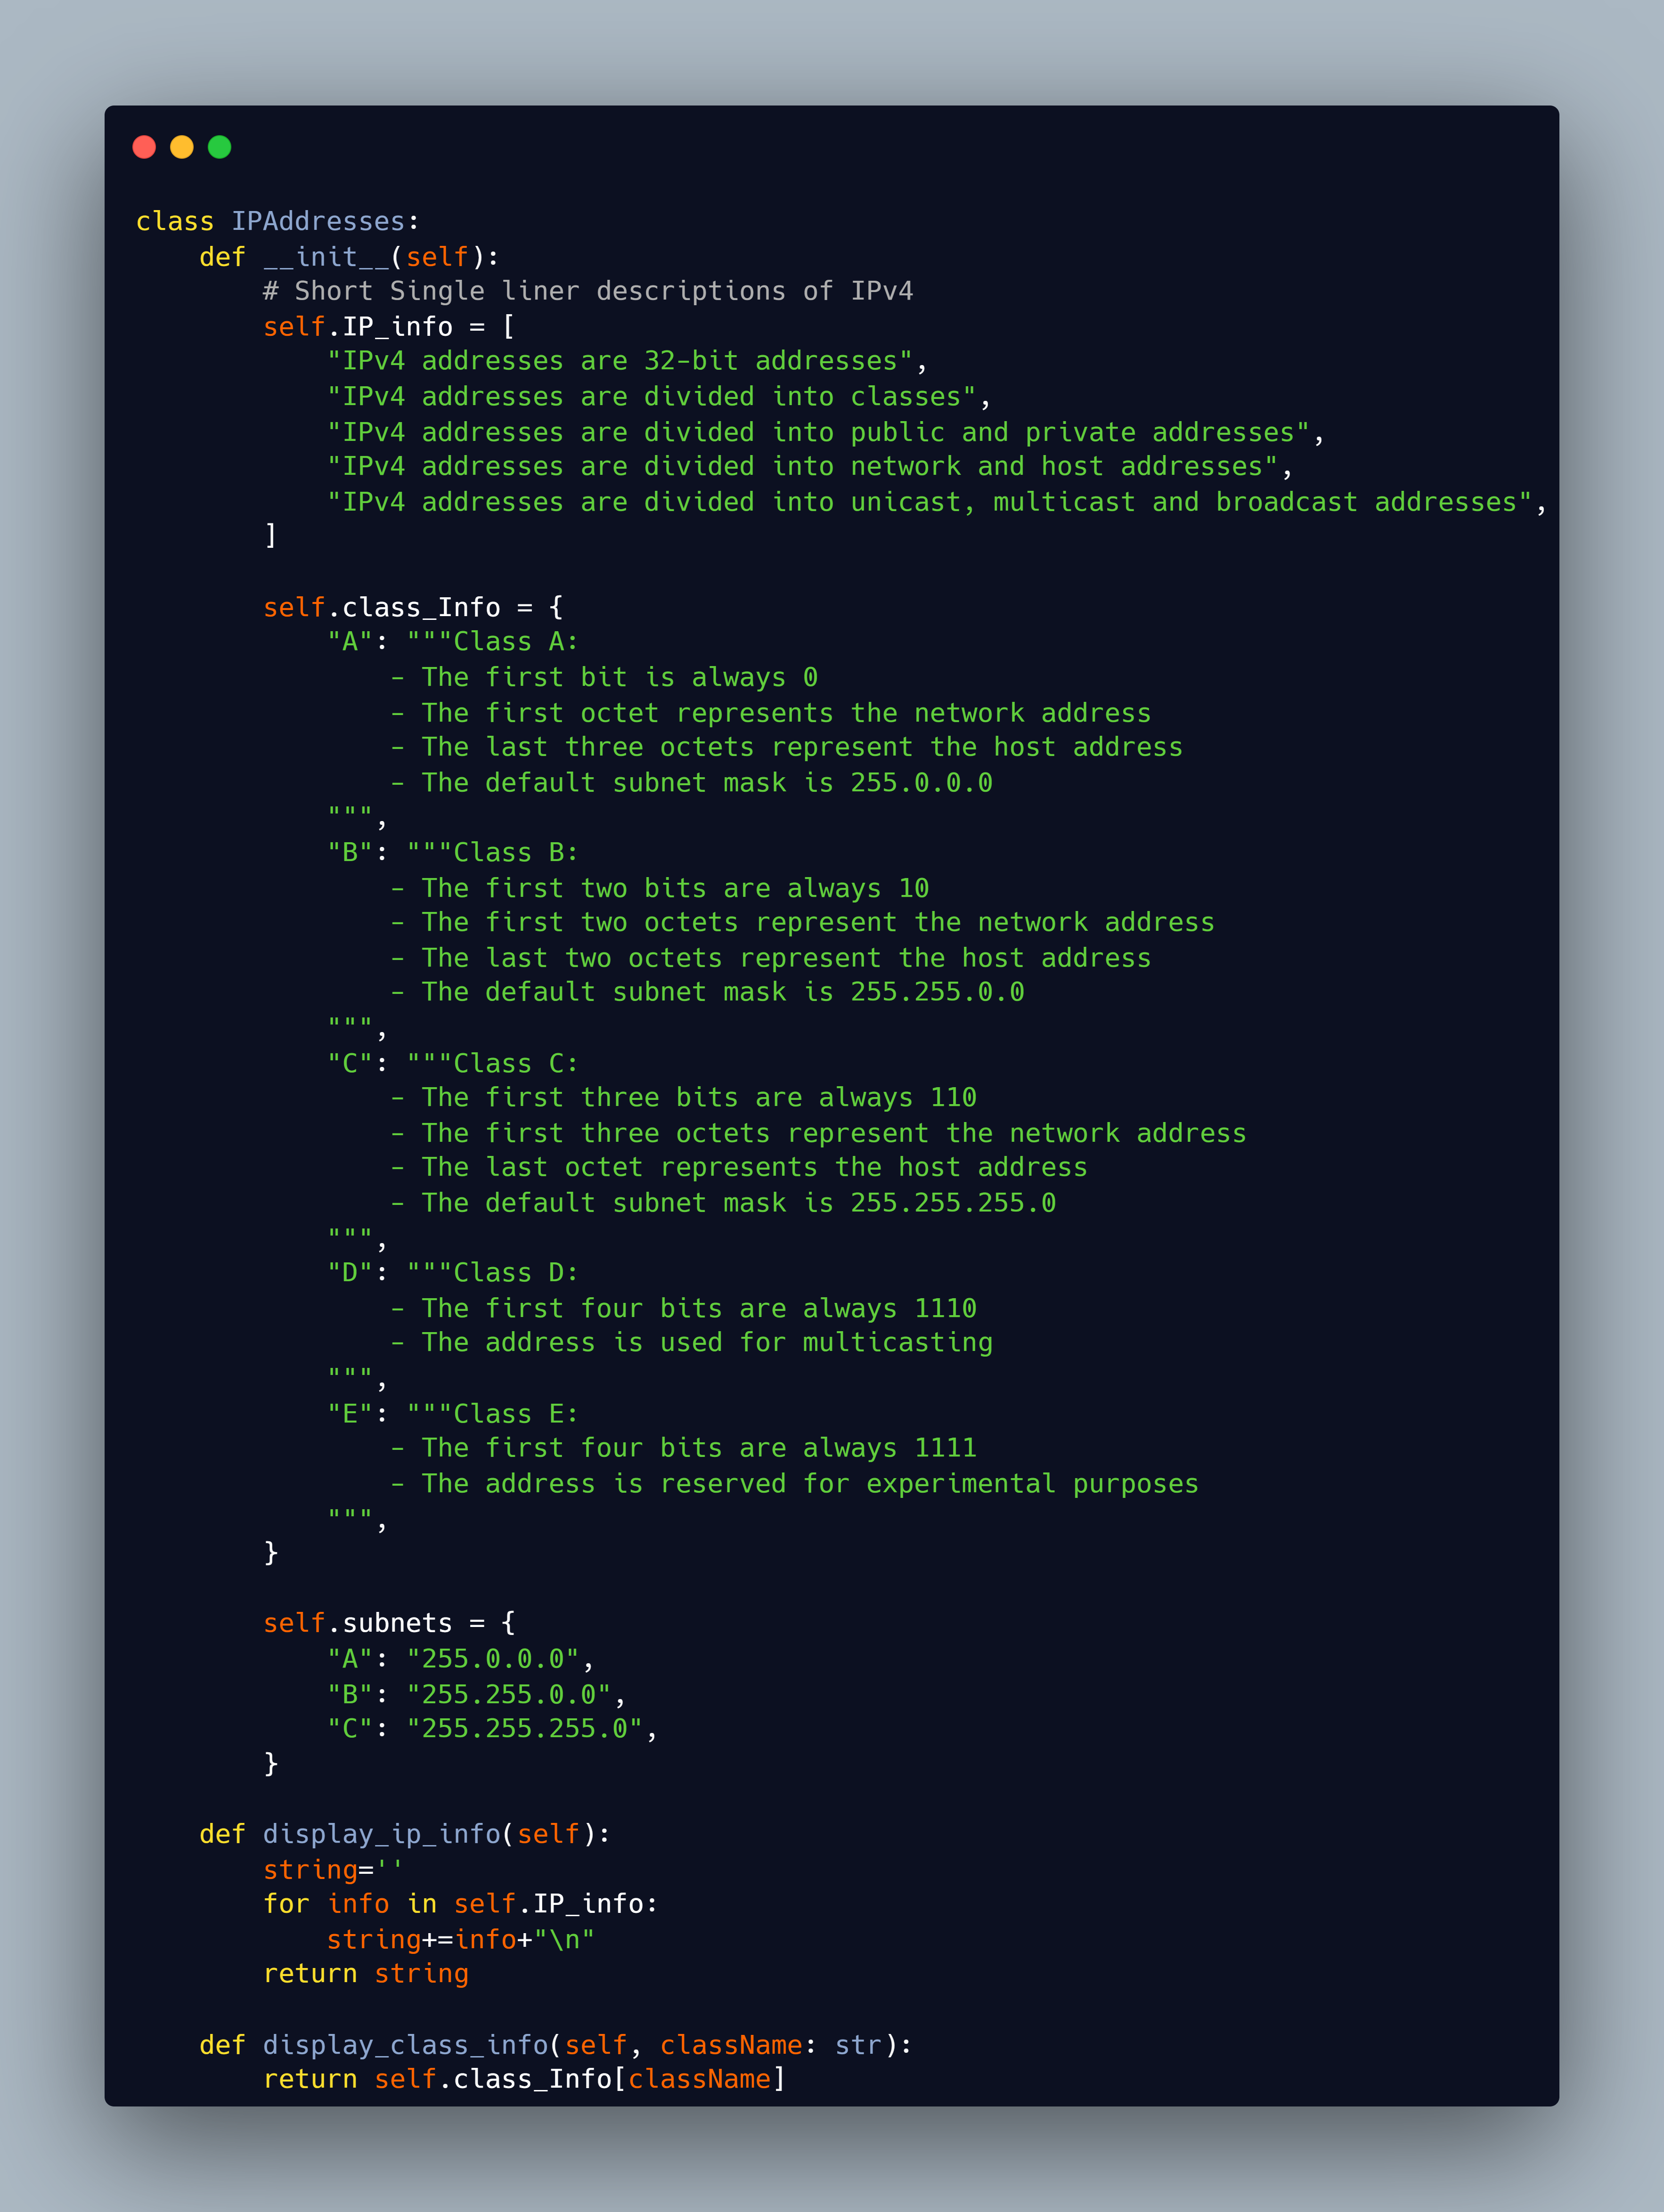 class IPAddresses:
    def __init__(self):
        # Short Single liner descriptions of IPv4
        self.IP_info = [
            "IPv4 addresses are 32-bit addresses",
            "IPv4 addresses are divided into classes",
            "IPv4 addresses are divided into public and private addresses",
            "IPv4 addresses are divided into network and host addresses",
            "IPv4 addresses are divided into unicast, multicast and broadcast addresses",
        ]

        self.class_Info = {
            "A": """Class A:
                - The first bit is always 0
                - The first octet represents the network address
                - The last three octets represent the host address
                - The default subnet mask is 255.0.0.0
            """,
            "B": """Class B:
                - The first two bits are always 10
                - The first two octets represent the network address
                - The last two octets represent the host address
                - The default subnet mask is 255.255.0.0
            """,
            "C": """Class C:
                - The first three bits are always 110
                - The first three octets represent the network address
                - The last octet represents the host address
                - The default subnet mask is 255.255.255.0
            """,
            "D": """Class D:
                - The first four bits are always 1110
                - The address is used for multicasting
            """,
            "E": """Class E:
                - The first four bits are always 1111
                - The address is reserved for experimental purposes
            """,
        }

        self.subnets = {
            "A": "255.0.0.0",
            "B": "255.255.0.0",
            "C": "255.255.255.0",
        }

    def display_ip_info(self):
        string=''
        for info in self.IP_info:
            string+=info+"\n"
        return string

    def display_class_info(self, className: str):
        return self.class_Info[className]